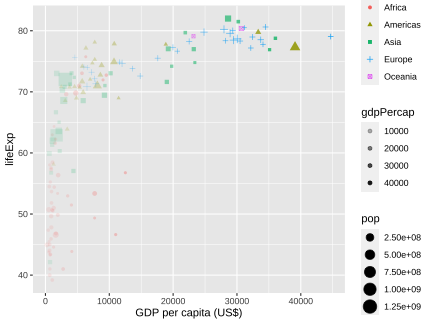 80
70
60
50
40
lifeExp
0
10000
20000
30000
40000
GDP per capita (US$)
Africa
Americas
Asia
Europe
Oceania
gdpPercap
10000
20000
30000
40000
pop
2.50e+08
5.00e+08
7.50e+08
1.00e+09
1.25e+09